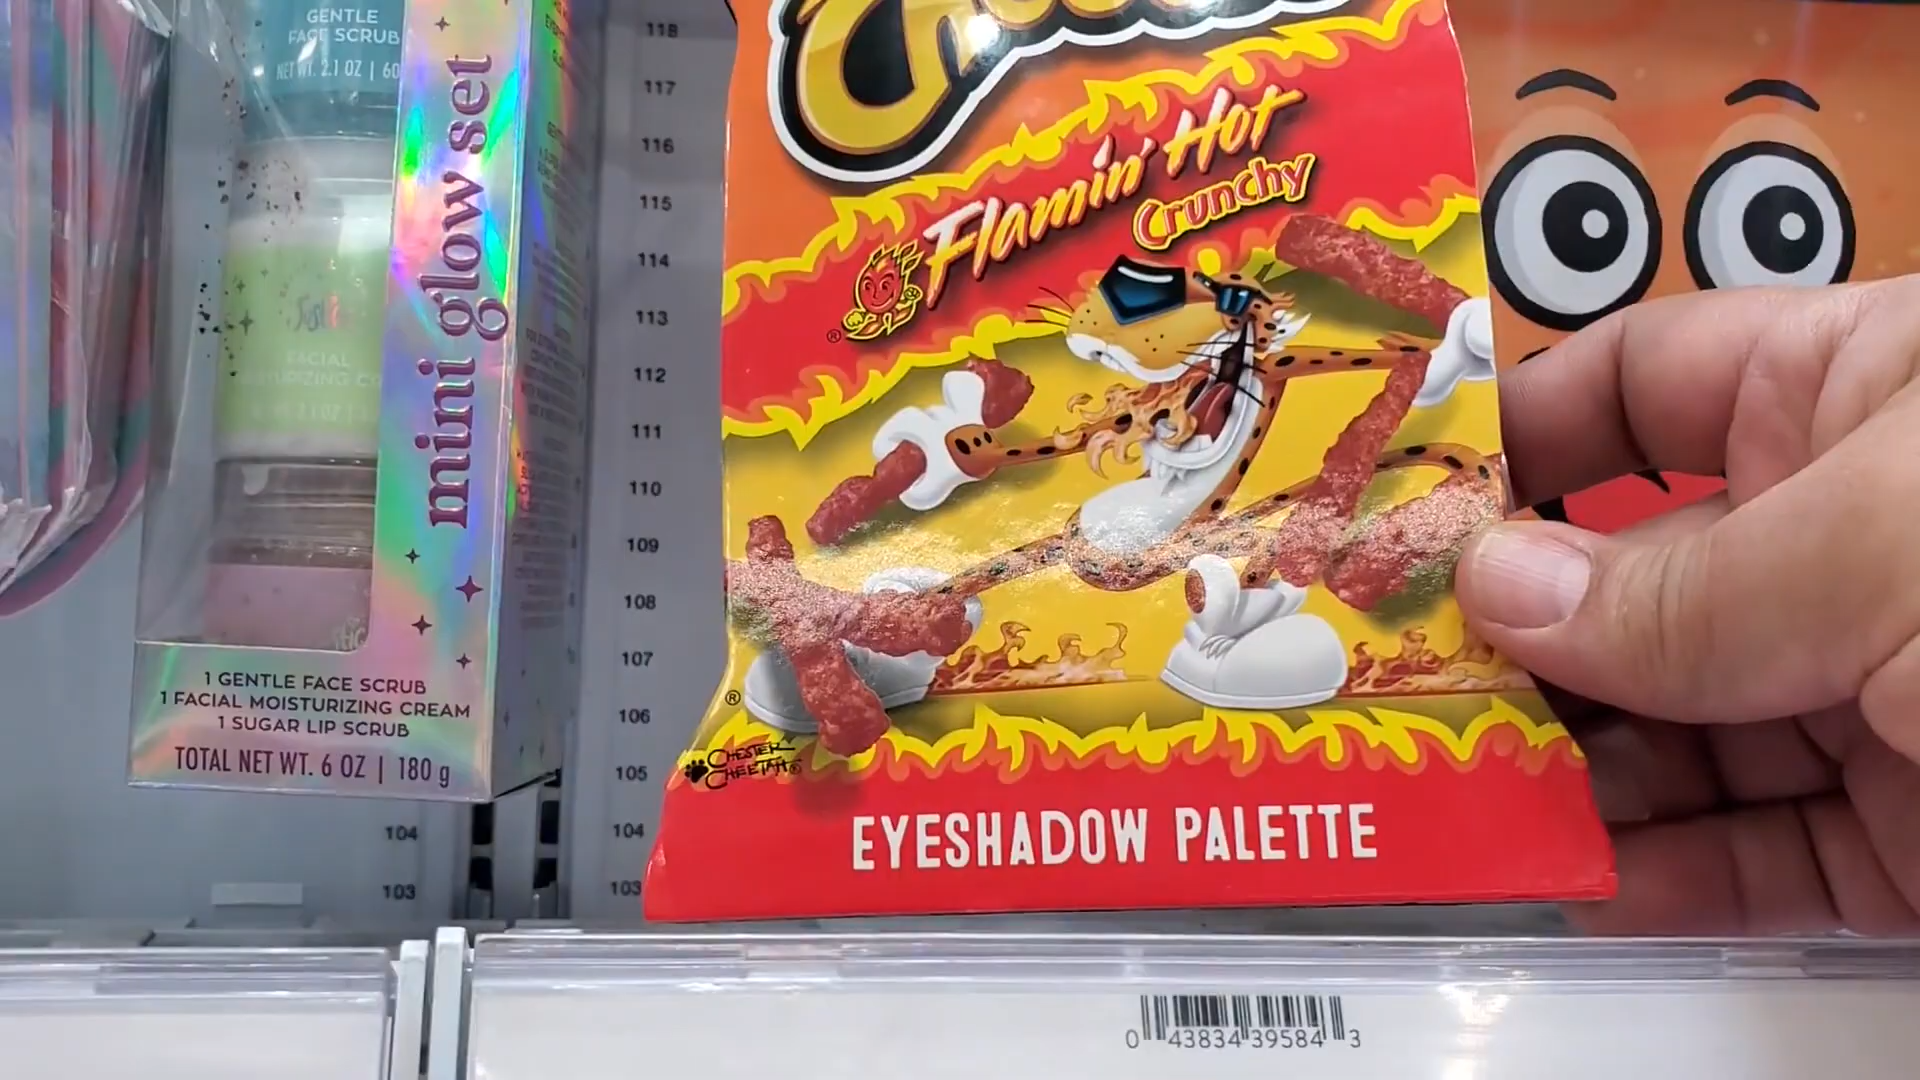 GENTLE
FACE SCRUB
NET WT. 2.1 OZ | 60
mini glow set
FACIAL
1 GENTLE FACE SCRUB
1 FACIAL MOISTURIZING CREAM
1 SUGAR LIP SCRUB
TOTAL NET WT. 6 OZ | 180 g
104
103
118
117
116
115
114
113
112
111
110
109
108
107
106
105
104
103
Flamin' Hot
Crunchy
®
®
CHESTER
CHEETAH®
EYESHADOW PALETTE
0 43834 39584 3